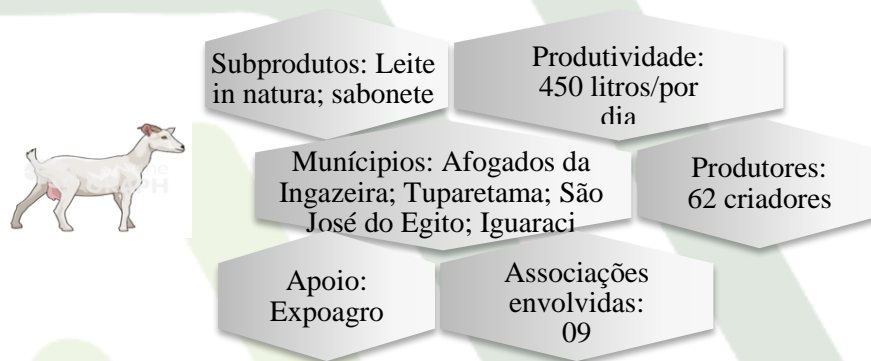 Subprodutos: Leite
in natura; sabonete
Produtividade:
450 litros/por
dia
Munícipios: Afogados da
Ingazeira; Tuparetama; São
José do Egito; Iguaraci
Produtores:
62 criadores
Apoio:
Expoagro
Associações
envolvidas:
09